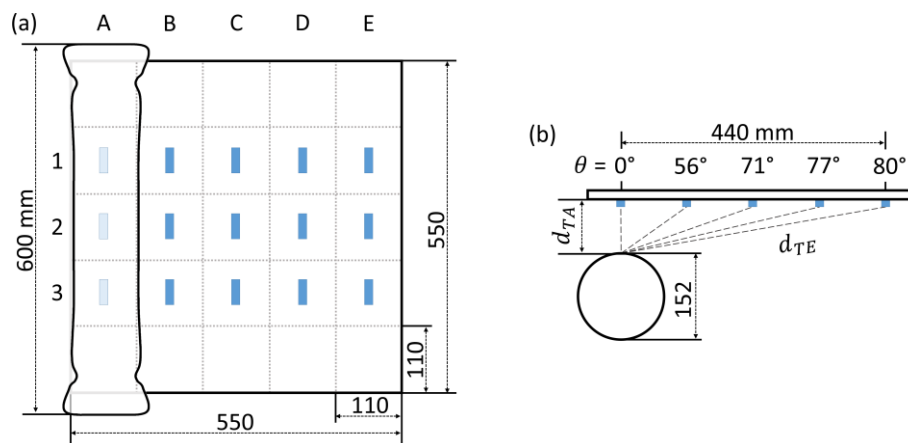 (a)
A B C D E
1
2
3
600 mm
550
110
110
550
(b)
440 mm
θ = 0° 56° 71° 77° 80°
d_TA
d_TE
152